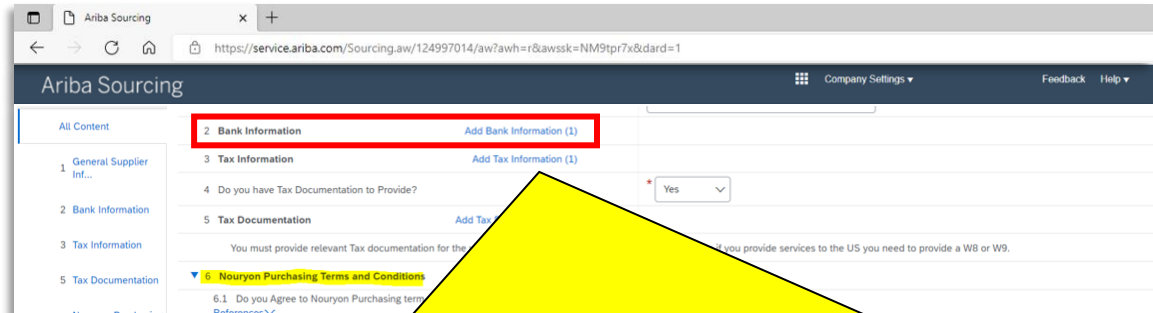 Ariba Sourcing
https://service.ariba.com/Sourcing.aw/124997014/aw?awh=r&awssk=NM9tpr7x&dard=1
Ariba Sourcing
Company Settings
Feedback
Help
All Content
1 General Supplier Inf...
2 Bank Information
3 Tax Information
5 Tax Documentation
2 Bank Information Add Bank Information (1)
3 Tax Information Add Tax Information (1)
4 Do you have Tax Documentation to Provide? * Yes
5 Tax Documentation Add Tax
You must provide relevant Tax documentation for the if you provide services to the US you need to provide a W8 or W9.
6 Nouryon Purchasing Terms and Conditions
6.1 Do you Agree to Nouryon Purchasing term
References